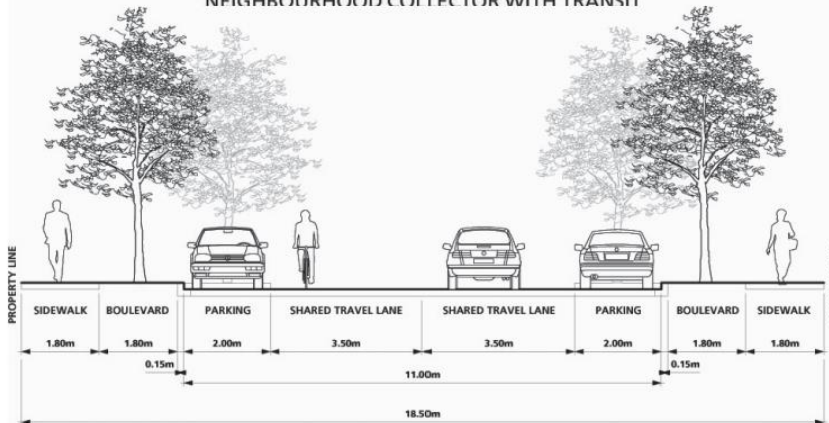 NEIGHBOURHOOD COLLECTOR WITH TRANSIT
PROPERTY LINE
SIDEWALK BOULEVARD PARKING SHARED TRAVEL LANE SHARED TRAVEL LANE PARKING BOULEVARD SIDEWALK
1.80m 1.80m 2.00m 3.50m 3.50m 2.00m 1.80m 1.80m
0.15m 0.15m
11.00m
18.50m